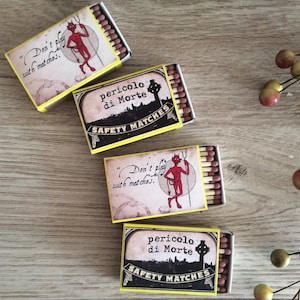 "Don't play
with matches."
pericolo
di Morte
SAFETY MATCHES
"Don't play
with matches."
pericolo
di Morte
SAFETY MATCHES